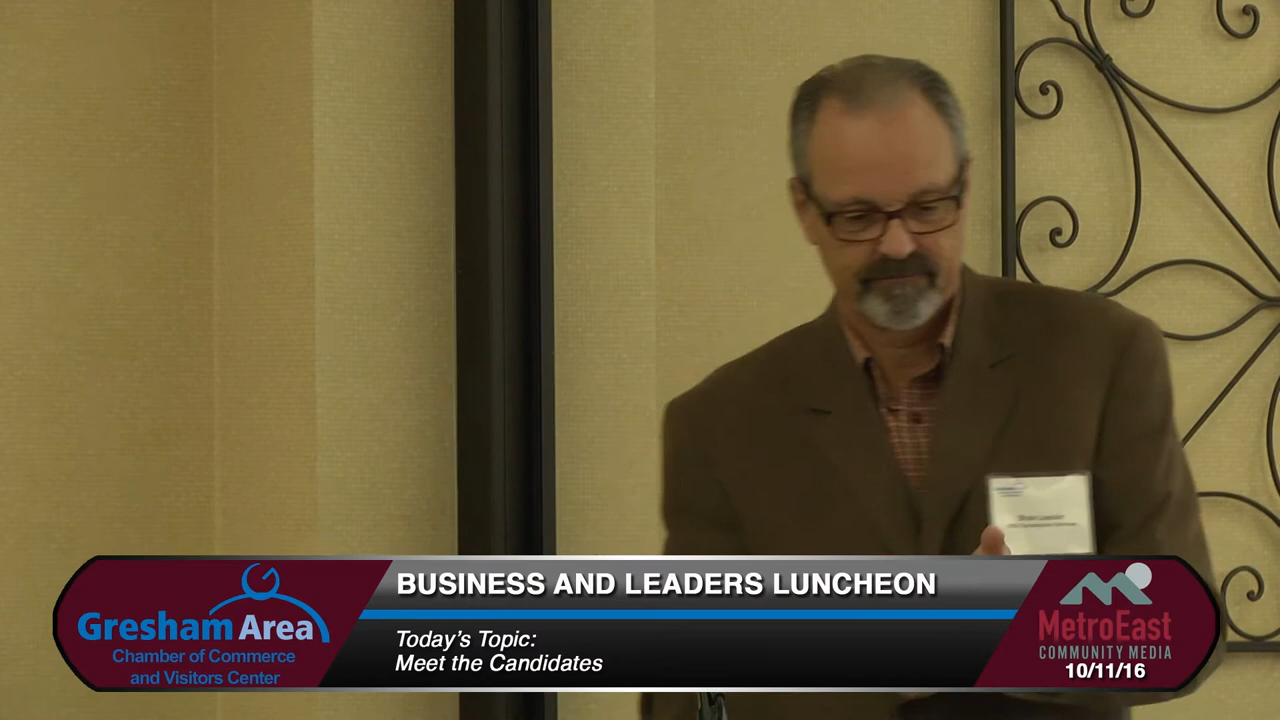 BUSINESS AND LEADERS LUNCHEON
Gresham Area
Chamber of Commerce
and Visitors Center
Today's Topic:
Meet the Candidates
MetroEast
COMMUNITY MEDIA
10/11/16